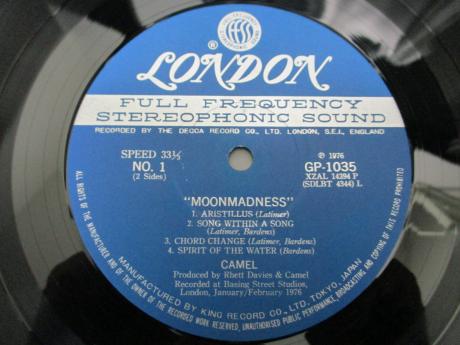 FULL FREQUENCY STEREOPHONIC SOUND
® LONDON
FULL FREQUENCY
STEREOPHONIC SOUND
RECORDED BY THE DECCA RECORD CO., LTD. LONDON, S.E.I., ENGLAND
SPEED 33⅓
NO. 1
(2 Sides)
℗ 1976
GP-1035
XZAL 14294 P
(SDLBT 4344) L
"MOONMADNESS"
1. ARISTILLUS (Latimer)
2. SONG WITHIN A SONG
(Latimer, Bardens)
3. CHORD CHANGE (Latimer, Bardens)
4. SPIRIT OF THE WATER (Bardens)
CAMEL
Produced by Rhett Davies & Camel
Recorded at Basing Street Studios,
London, January/February 1976
MANUFACTURED BY KING RECORD CO., LTD. TOKYO, JAPAN
ALL RIGHTS OF THE MANUFACTURER AND OF THE OWNER OF THE RECORDED WORK RESERVED, UNAUTHORISED PUBLIC PERFORMANCE, BROADCASTING AND COPYING OF THIS RECORD PROHIBITED